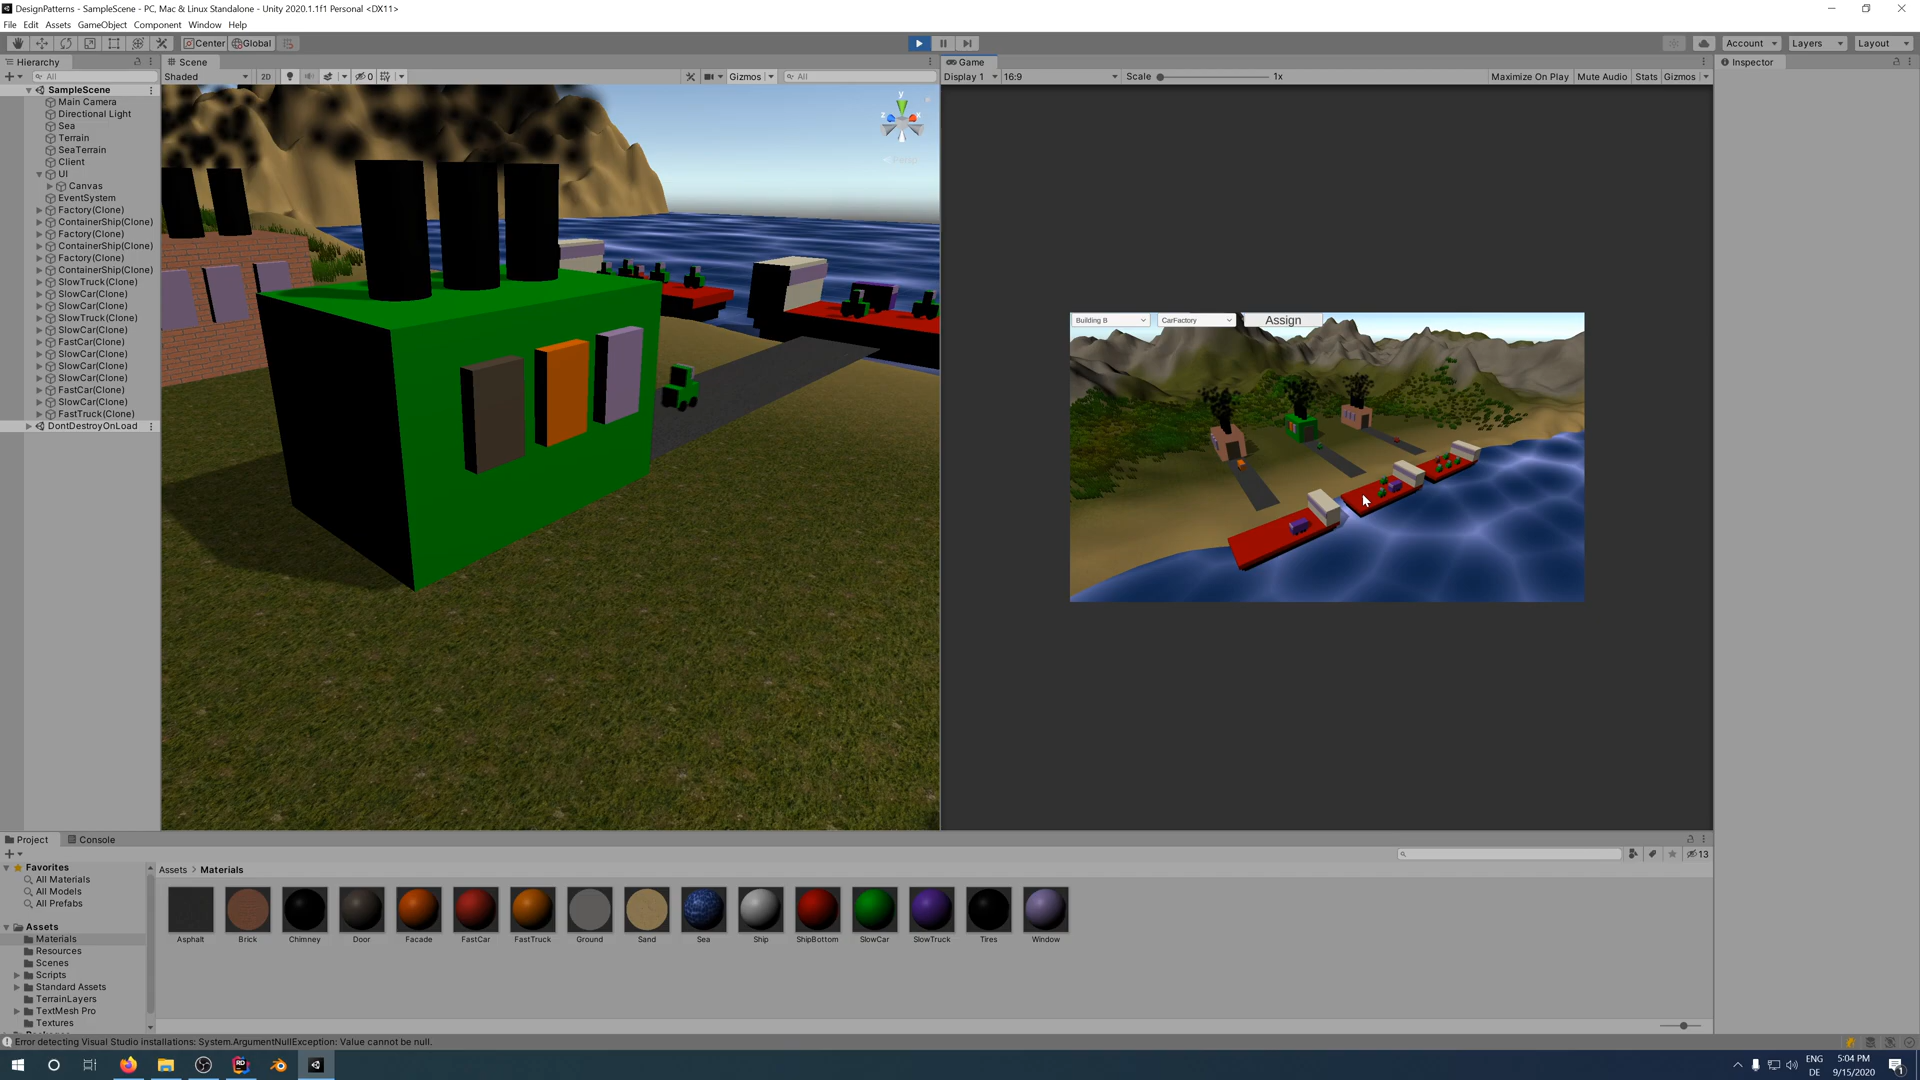 DesignPatterns - SampleScene - PC, Mac & Linux Standalone - Unity 2020.1.1f1 Personal <DX11>
File Edit Assets GameObject Component Window Help
Center Global Account Layers Layout
Hierarchy
All
SampleScene
Main Camera
Directional Light
Sea
Terrain
SeaTerrain
Client
UI
Canvas
EventSystem
Factory(Clone)
ContainerShip(Clone)
Factory(Clone)
ContainerShip(Clone)
Factory(Clone)
ContainerShip(Clone)
SlowTruck(Clone)
SlowCar(Clone)
SlowCar(Clone)
SlowTruck(Clone)
SlowCar(Clone)
FastCar(Clone)
SlowCar(Clone)
SlowCar(Clone)
SlowCar(Clone)
FastCar(Clone)
SlowCar(Clone)
FastTruck(Clone)
DontDestroyOnLoad
Scene
Shaded 2D 0 Gizmos All
y
z x
Persp
Game
Display 1 16:9 Scale 1x Maximize On Play Mute Audio Stats Gizmos
Building B CarFactory Assign
Inspector
Project Console
13
Favorites
All Materials
All Models
All Prefabs
Assets
Materials
Resources
Scenes
Scripts
Standard Assets
TerrainLayers
TextMesh Pro
Textures
Assets > Materials
Asphalt Brick Chimney Door Facade FastCar FastTruck Ground Sand Sea Ship ShipBottom SlowCar SlowTruck Tires Window
Error detecting Visual Studio installations: System.ArgumentNullException: Value cannot be null.
RD
ENG
DE
5:04 PM
9/15/2020
1